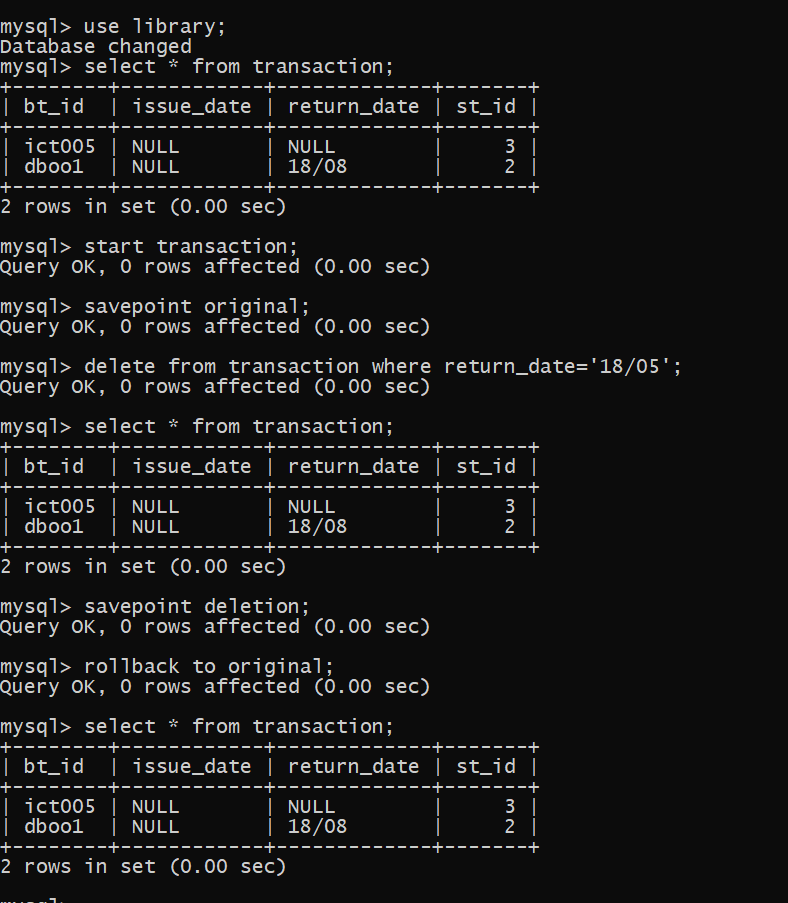 mysql> use library;
Database changed
mysql> select * from transaction;
+--------+------------+-------------+-------+
| bt_id  | issue_date | return_date | st_id |
+--------+------------+-------------+-------+
| ict005 | NULL       | NULL        |     3 |
| dboo1  | NULL       | 18/08       |     2 |
+--------+------------+-------------+-------+
2 rows in set (0.00 sec)
mysql> start transaction;
Query OK, 0 rows affected (0.00 sec)
mysql> savepoint original;
Query OK, 0 rows affected (0.00 sec)
mysql> delete from transaction where return_date='18/05';
Query OK, 0 rows affected (0.00 sec)
mysql> select * from transaction;
+--------+------------+-------------+-------+
| bt_id  | issue_date | return_date | st_id |
+--------+------------+-------------+-------+
| ict005 | NULL       | NULL        |     3 |
| dboo1  | NULL       | 18/08       |     2 |
+--------+------------+-------------+-------+
2 rows in set (0.00 sec)
mysql> savepoint deletion;
Query OK, 0 rows affected (0.00 sec)
mysql> rollback to original;
Query OK, 0 rows affected (0.00 sec)
mysql> select * from transaction;
+--------+------------+-------------+-------+
| bt_id  | issue_date | return_date | st_id |
+--------+------------+-------------+-------+
| ict005 | NULL       | NULL        |     3 |
| dboo1  | NULL       | 18/08       |     2 |
+--------+------------+-------------+-------+
2 rows in set (0.00 sec)